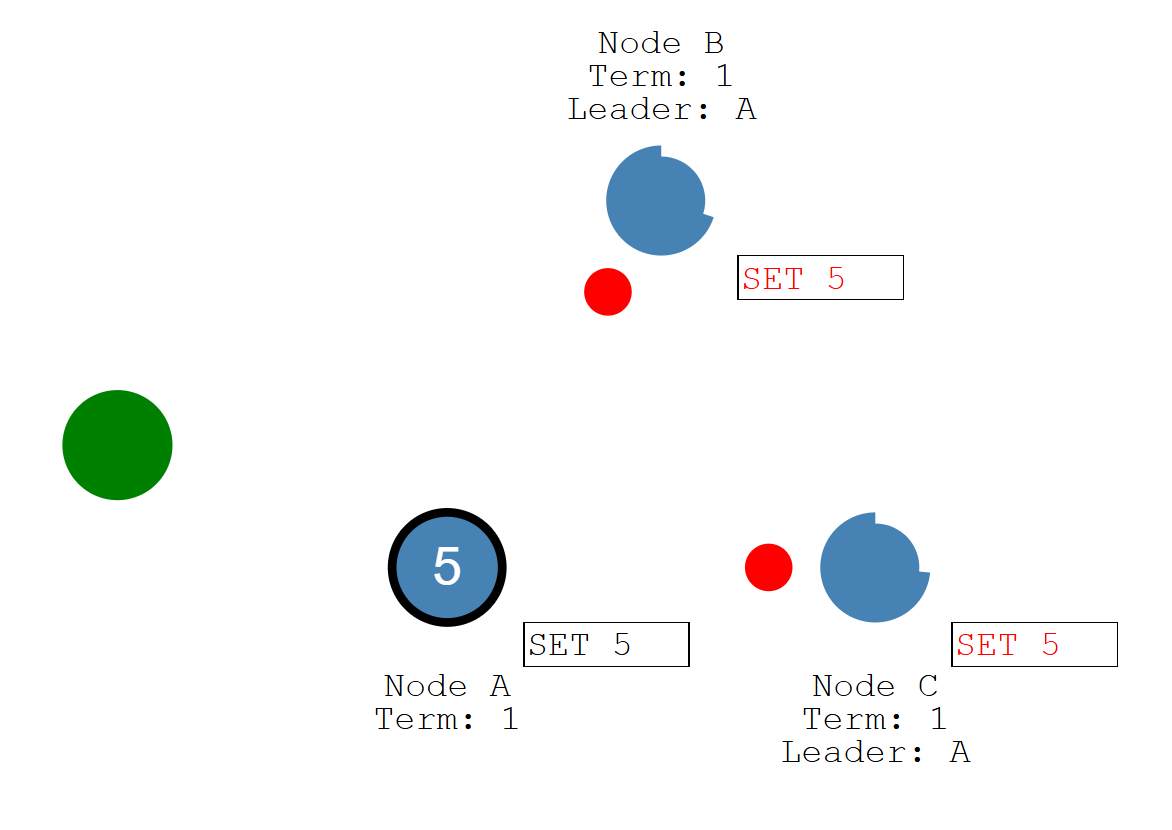 Node B
Term: 1
Leader: A
SET 5
5
SET 5
SET 5
Node A
Term: 1
Node C
Term: 1
Leader: A